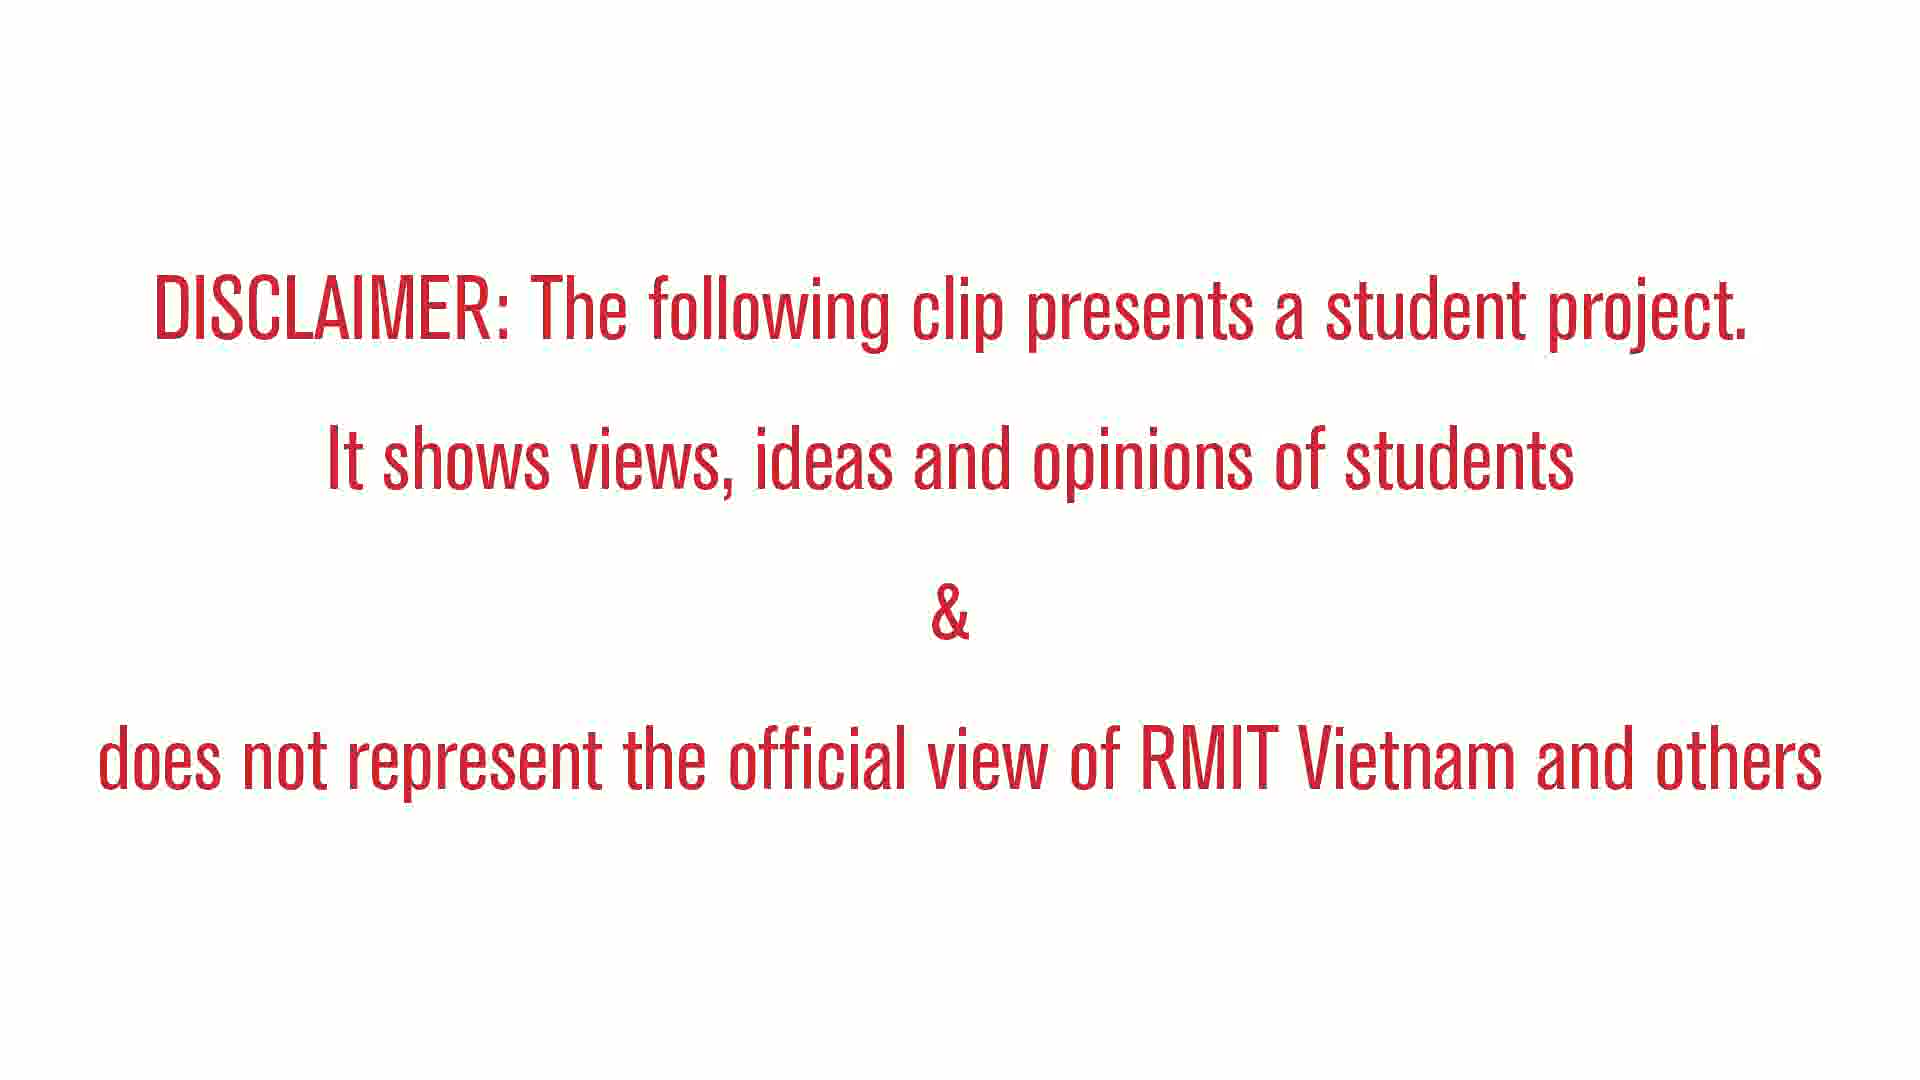 DISCLAIMER: The following clip presents a student project.
It shows views, ideas and opinions of students
&
does not represent the official view of RMIT Vietnam and others